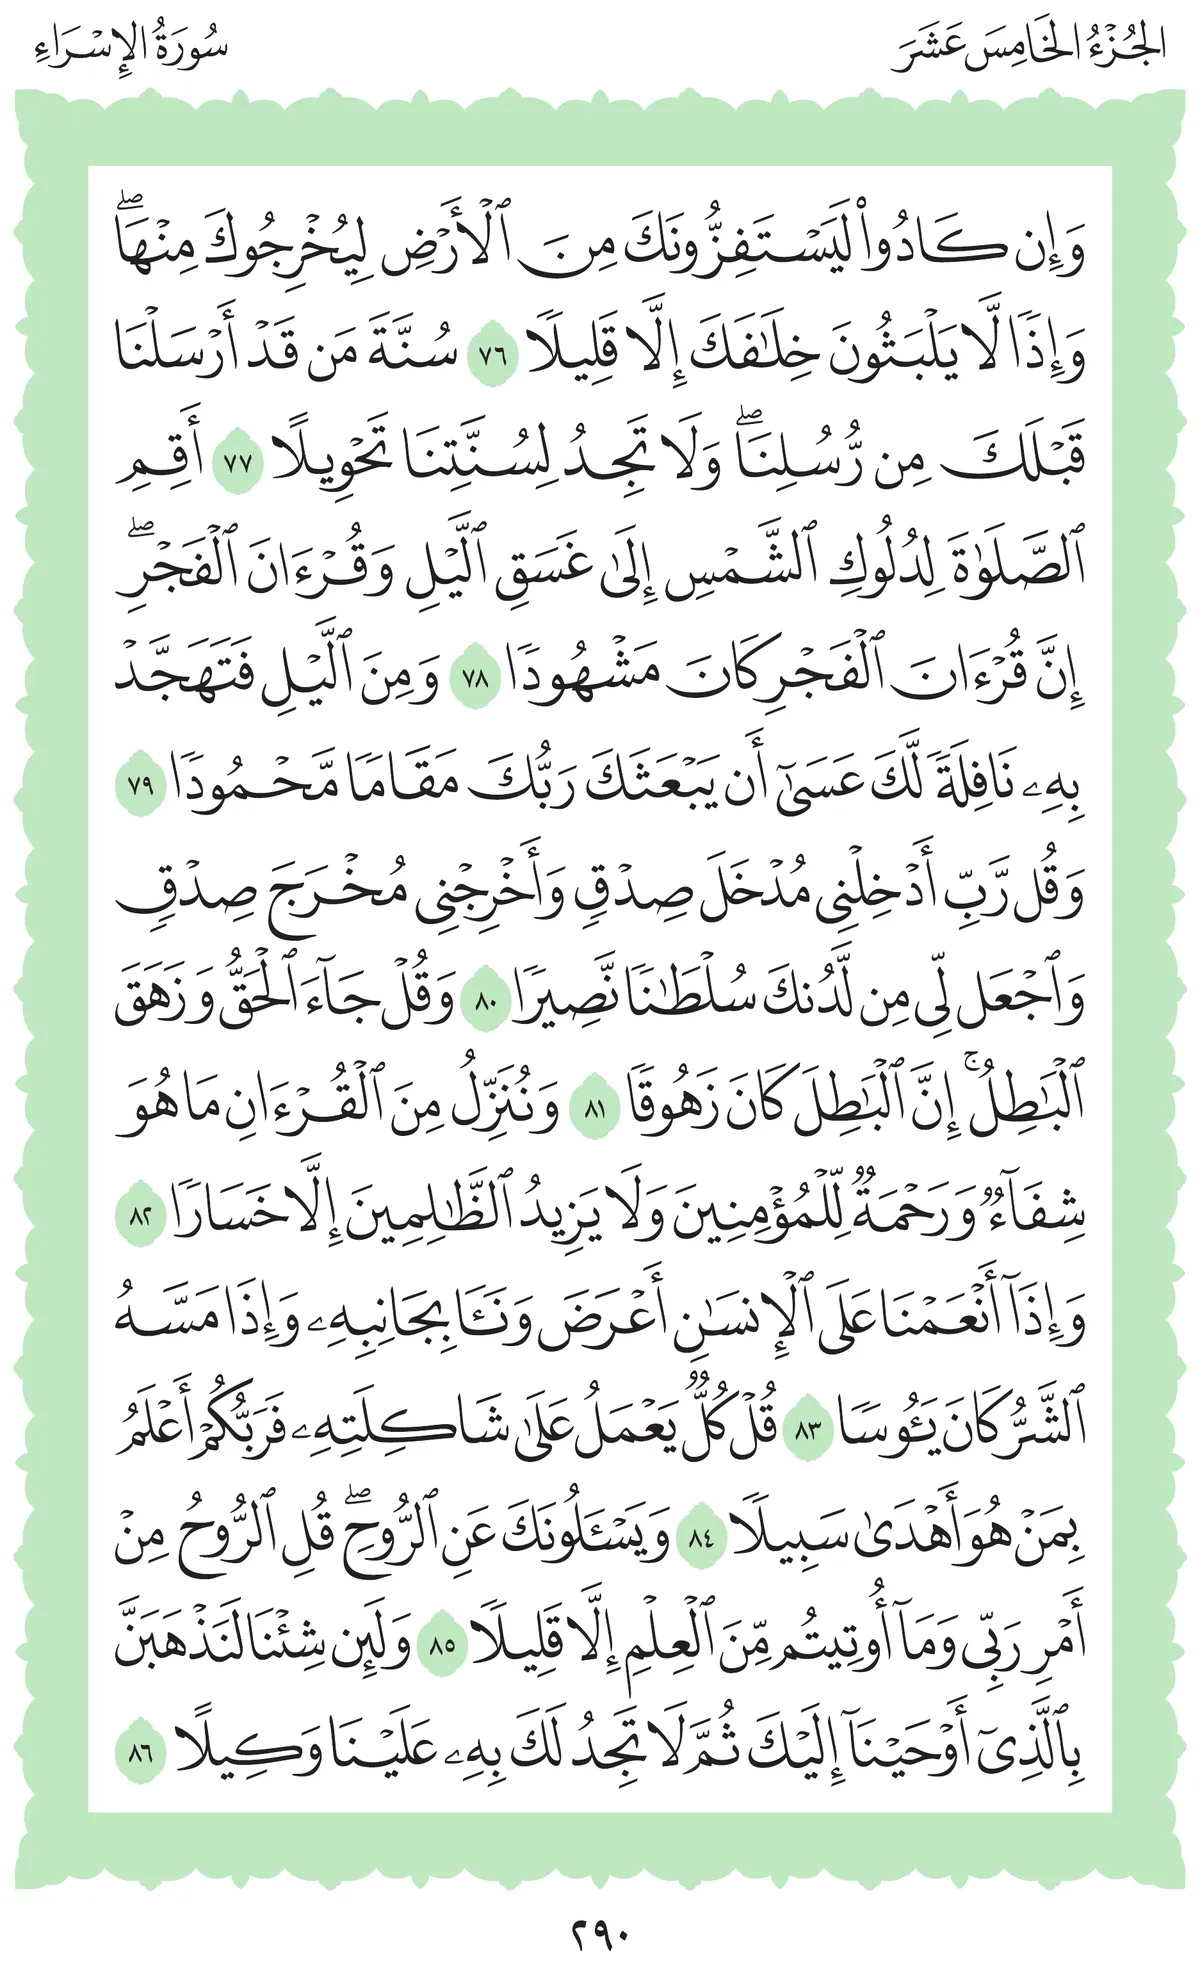 الجُزْءُ الخَامِسَ عَشَرَ
سُورَةُ الإِسْرَاءِ
وَإِن كَادُوا۟ لَيَسْتَفِزُّونَكَ مِنَ ٱلْأَرْضِ لِيُخْرِجُوكَ مِنْهَا ۖ
وَإِذًا لَّا يَلْبَثُونَ خِلَـٰفَكَ إِلَّا قَلِيلًا ٧٦ سُنَّةَ مَن قَدْ أَرْسَلْنَا
قَبْلَكَ مِن رُّسُلِنَا ۖ وَلَا تَجِدُ لِسُنَّتِنَا تَحْوِيلًا ٧٧ أَقِمِ
ٱلصَّلَوٰةَ لِدُلُوكِ ٱلشَّمْسِ إِلَىٰ غَسَقِ ٱلَّيْلِ وَقُرْءَانَ ٱلْفَجْرِ ۖ
إِنَّ قُرْءَانَ ٱلْفَجْرِ كَانَ مَشْهُودًا ٧٨ وَمِنَ ٱلَّيْلِ فَتَهَجَّدْ
بِهِۦ نَافِلَةً لَّكَ عَسَىٰٓ أَن يَبْعَثَكَ رَبُّكَ مَقَامًا مَّحْمُودًا ٧٩
وَقُل رَّبِّ أَدْخِلْنِى مُدْخَلَ صِدْقٍ وَأَخْرِجْنِى مُخْرَجَ صِدْقٍ
وَٱجْعَل لِّى مِن لَّدُنكَ سُلْطَـٰنًا نَّصِيرًا ٨٠ وَقُلْ جَآءَ ٱلْحَقُّ وَزَهَقَ
ٱلْبَـٰطِلُ ۚ إِنَّ ٱلْبَـٰطِلَ كَانَ زَهُوقًا ٨١ وَنُنَزِّلُ مِنَ ٱلْقُرْءَانِ مَا هُوَ
شِفَآءٌ وَرَحْمَةٌ لِّلْمُؤْمِنِينَ وَلَا يَزِيدُ ٱلظَّـٰلِمِينَ إِلَّا خَسَارًا ٨٢
وَإِذَآ أَنْعَمْنَا عَلَى ٱلْإِنسَـٰنِ أَعْرَضَ وَنَـَٔا بِجَانِبِهِۦ وَإِذَا مَسَّهُ
ٱلشَّرُّ كَانَ يَـُٔوسًا ٨٣ قُلْ كُلٌّ يَعْمَلُ عَلَىٰ شَاكِلَتِهِۦ فَرَبُّكُمْ أَعْلَمُ
بِمَنْ هُوَ أَهْدَىٰ سَبِيلًا ٨٤ وَيَسْـَٔلُونَكَ عَنِ ٱلرُّوحِ ۖ قُلِ ٱلرُّوحُ مِنْ
أَمْرِ رَبِّى وَمَآ أُوتِيتُم مِّنَ ٱلْعِلْمِ إِلَّا قَلِيلًا ٨٥ وَلَئِن شِئْنَا لَنَذْهَبَنَّ
بِٱلَّذِىٓ أَوْحَيْنَآ إِلَيْكَ ثُمَّ لَا تَجِدُ لَكَ بِهِۦ عَلَيْنَا وَكِيلًا ٨٦
٢٩٠